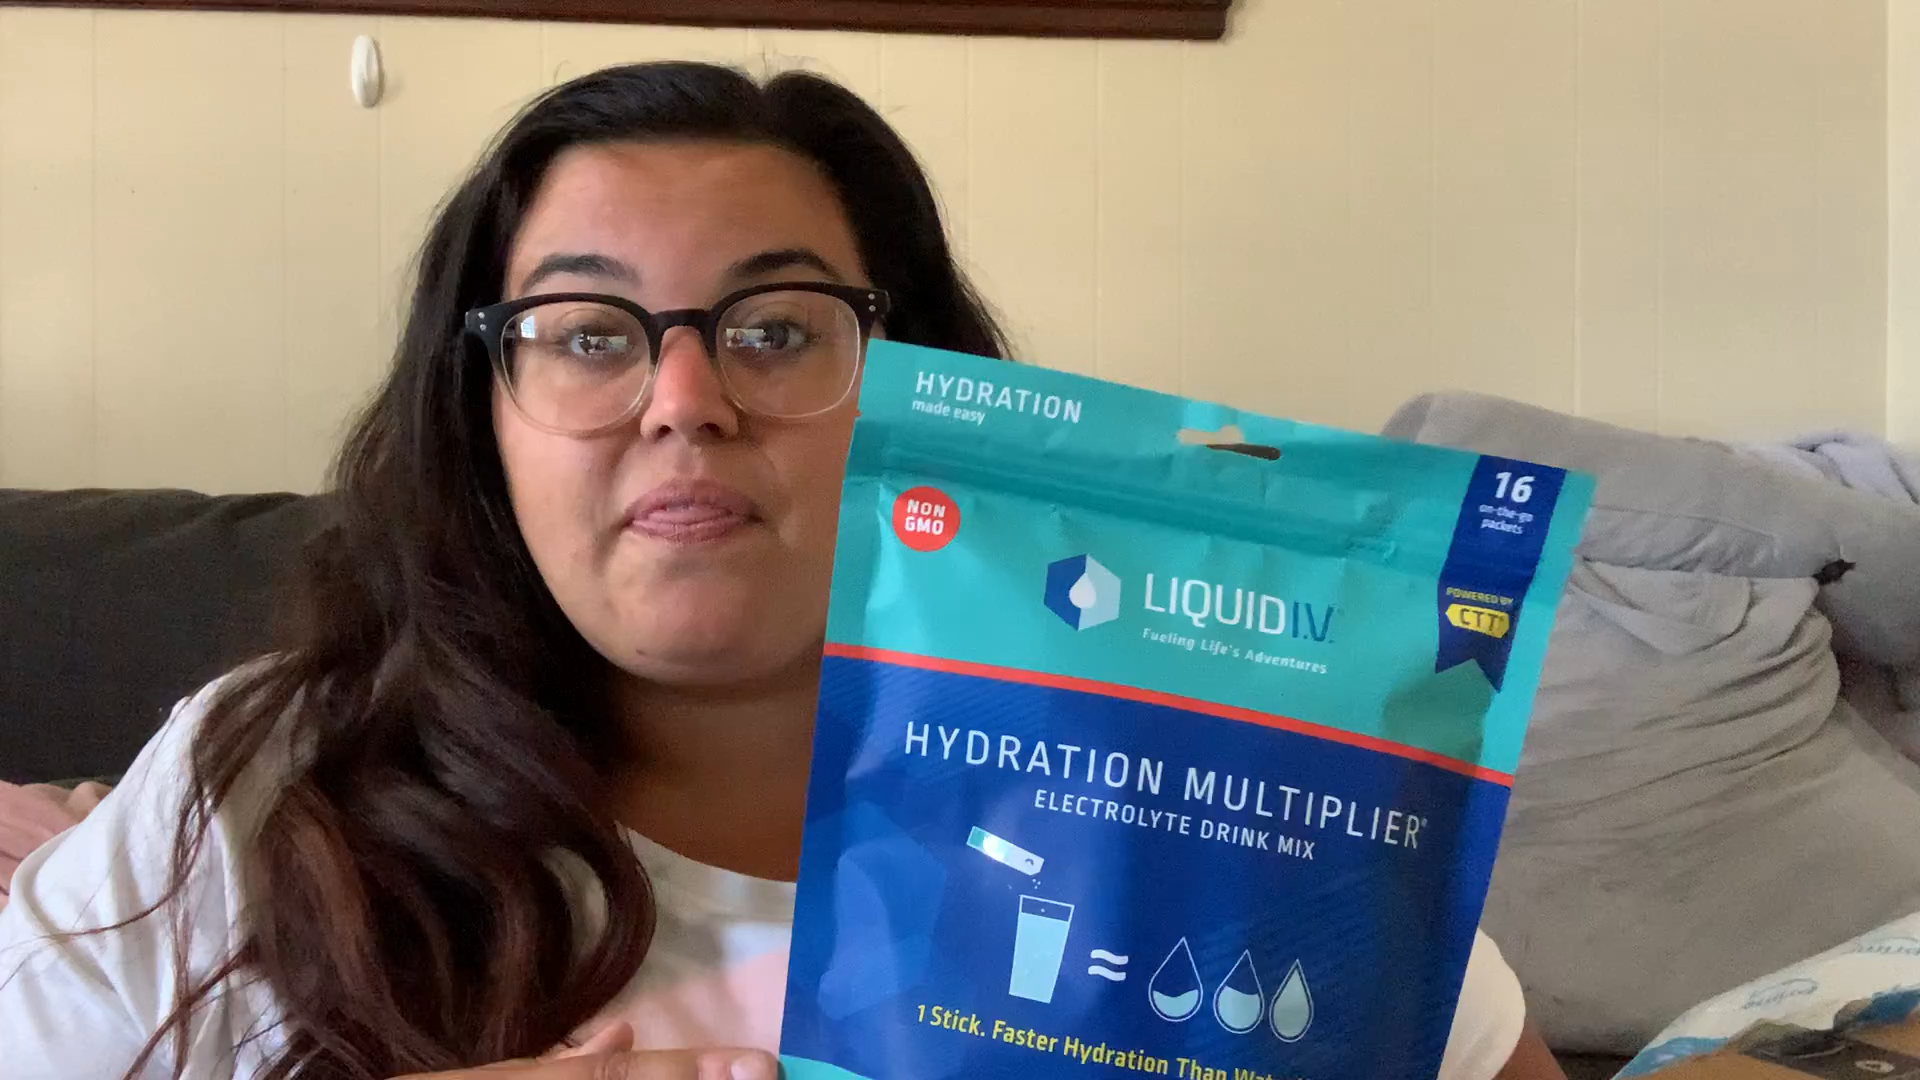 HYDRATION
made easy
NON
GMO
16
on-the-go
packets
POWERED BY
CTT
LIQUID I.V.
Fueling Life's Adventures
HYDRATION MULTIPLIER®
ELECTROLYTE DRINK MIX
≈
1 Stick. Faster Hydration Than